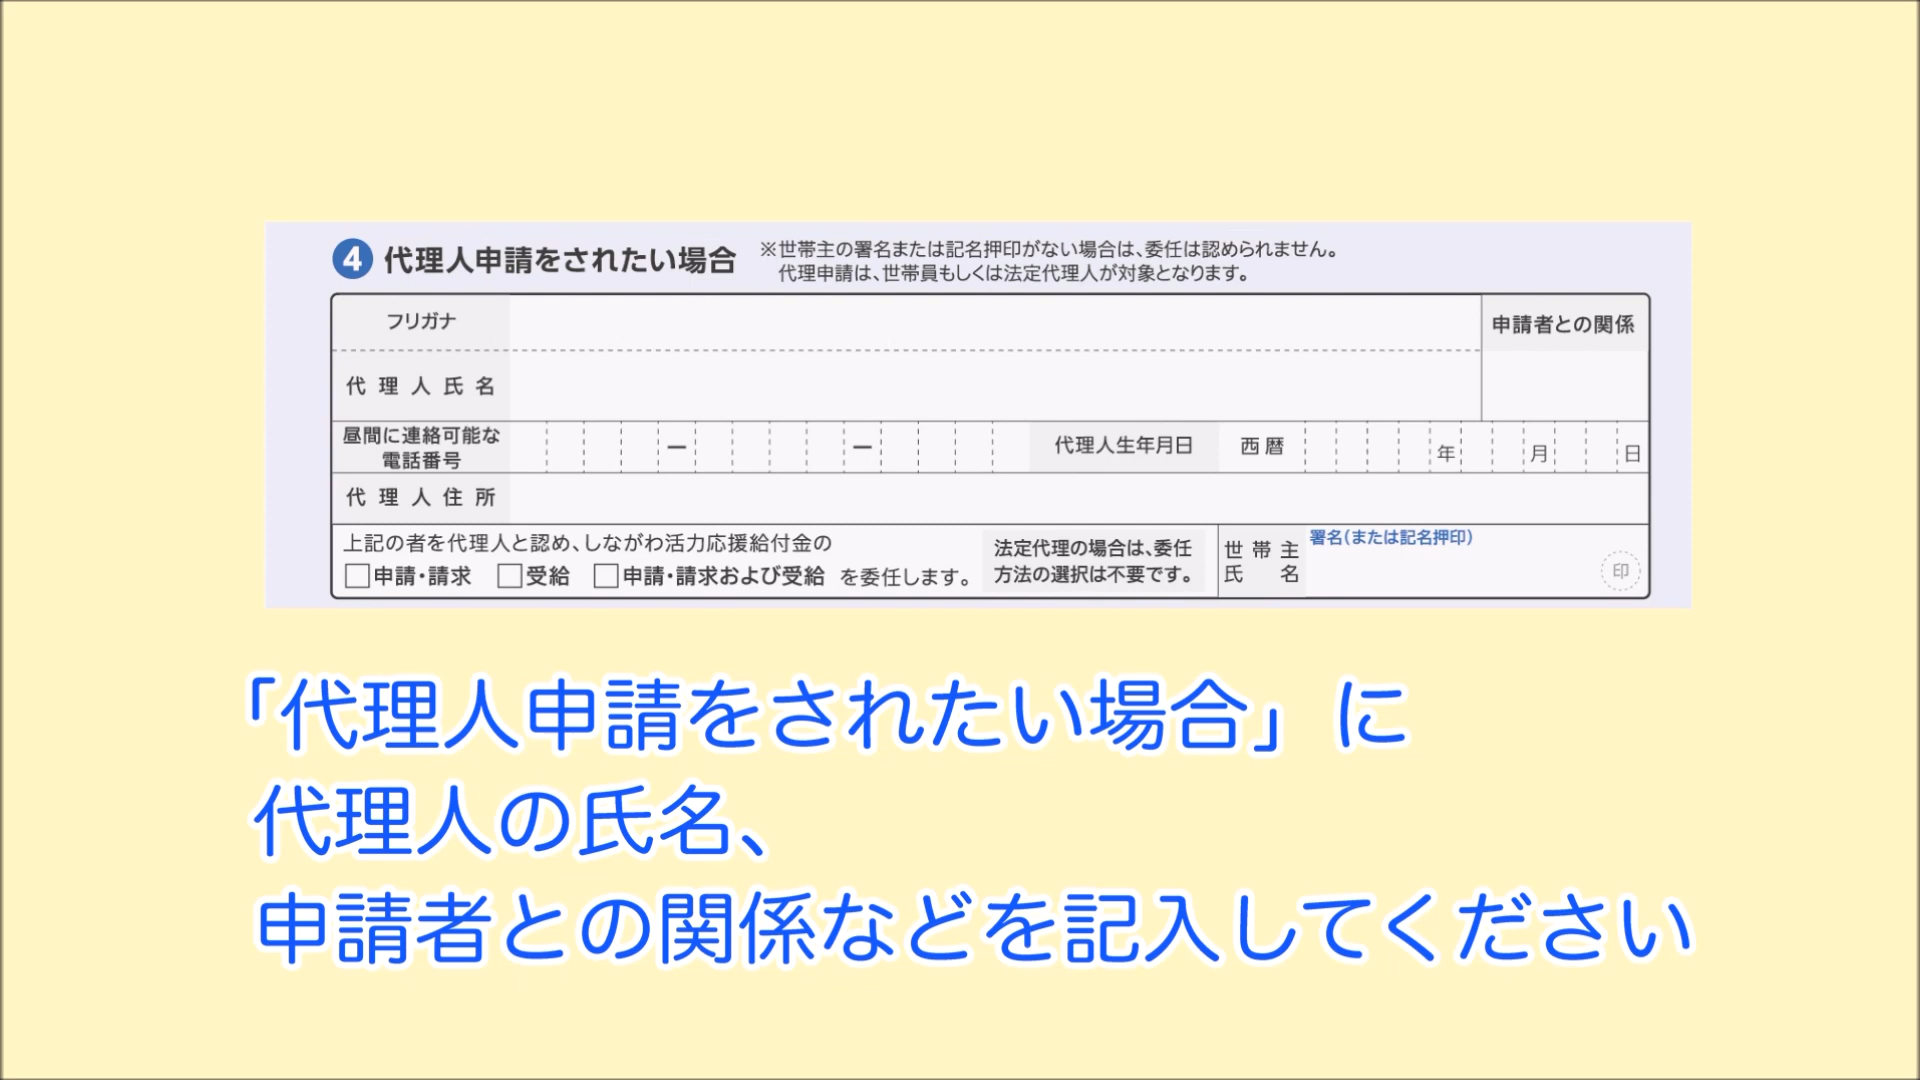 4 代理人申請をされたい場合
※世帯主の署名または記名押印がない場合は、委任は認められません。
代理申請は、世帯員もしくは法定代理人が対象となります。
フリガナ
申請者との関係
代理人氏名
昼間に連絡可能な
電話番号
ー ー
代理人生年月日 西暦 年 月 日
代理人住所
上記の者を代理人と認め、しながわ活力応援給付金の
□申請・請求 □受給 □申請・請求および受給 を委任します。
法定代理の場合は、委任
方法の選択は不要です。
世帯主
氏名
署名(または記名押印)
印
「代理人申請をされたい場合」に
代理人の氏名、
申請者との関係などを記入してください